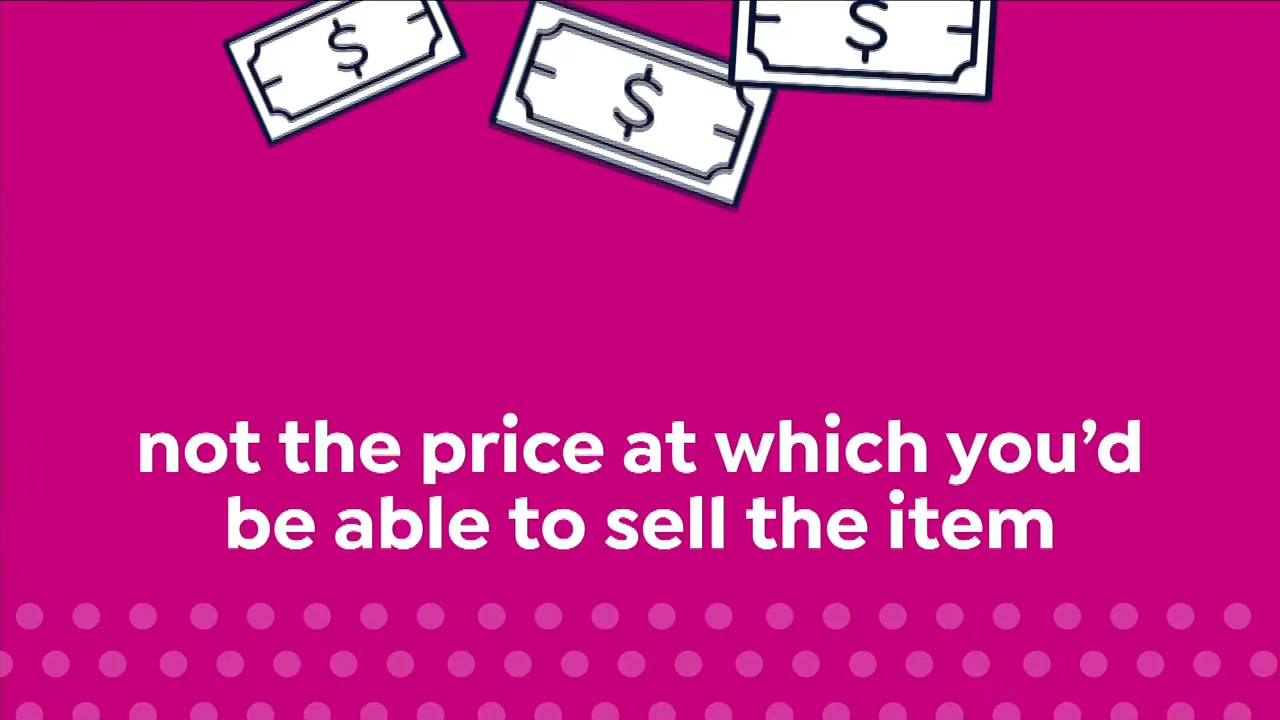 $ $ $
not the price at which you’d
be able to sell the item